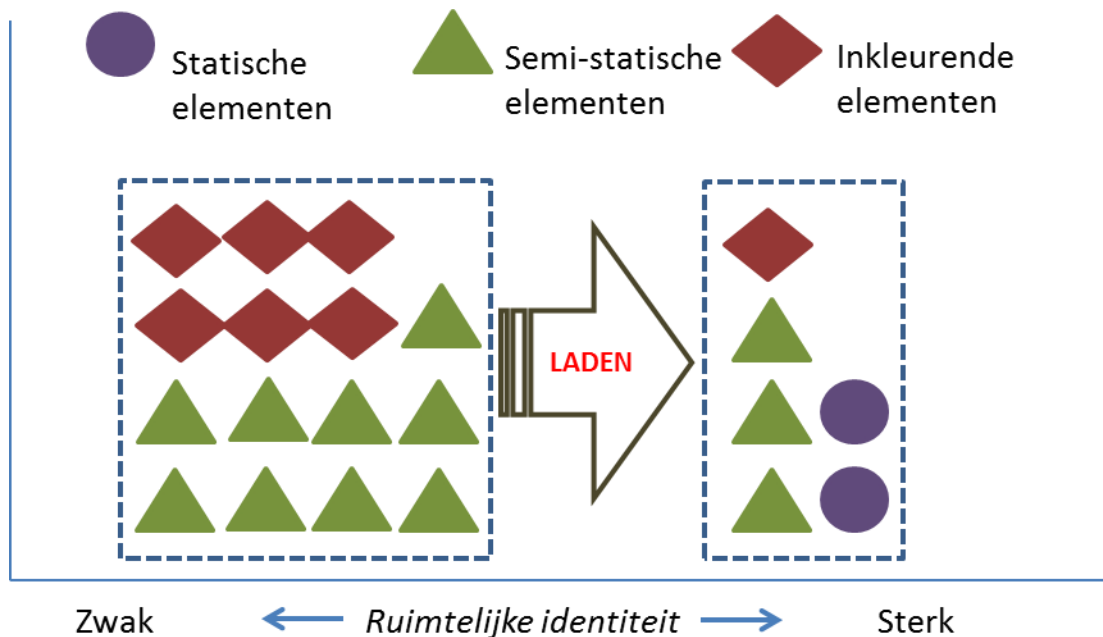 Statische
elementen
Semi-statische
elementen
Inkleurende
elementen
LADEN
Zwak
Ruimtelijke identiteit
Sterk